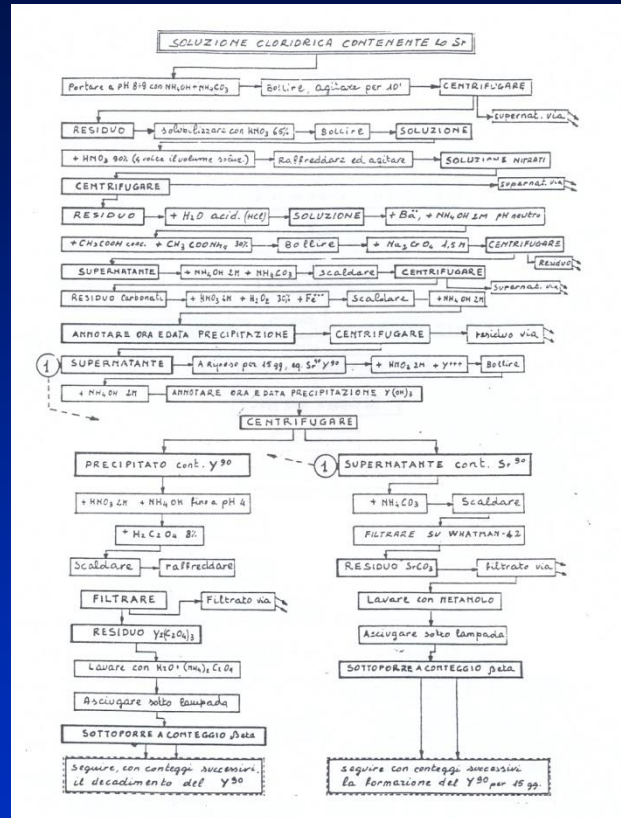 SOLUZIONE CLORIDRICA CONTENENTE Lo Sr
Portare a pH 8÷9 con NH4OH+NH4CO3 Bollire, agitare per 10' CENTRIFUGARE
supernat. via
RESIDUO solubilizzare con HNO3 65% Bollire SOLUZIONE
+ HNO3 90% (4 volte il volume soluz.) Raffreddare ed agitare SOLUZIONE NITRATI
CENTRIFUGARE supernat. via
RESIDUO + H2O acid. (HCl) SOLUZIONE + Ba++, + NH4OH 2M pH neutro
+ CH3COOH conc. + CH3COONH4 30% Bollire + Na2CrO4 1,5M CENTRIFUGARE
Residuo
SUPERNATANTE + NH4OH 2M + NH4CO3 scaldare CENTRIFUGARE
Supernat. via
RESIDUO Carbonati + HNO3 2M + H2O2 30% + Fe+++ Scaldare + NH4OH 2M
ANNOTARE ORA E DATA PRECIPITAZIONE CENTRIFUGARE residuo via
1 SUPERNATANTE A riposo per 15 gg. eq. Sr90 Y90 + HNO3 2M + Y+++ Bollire
+ NH4OH 2M ANNOTARE ORA E DATA PRECIPITAZIONE Y(OH)3
CENTRIFUGARE
PRECIPITATO cont. Y90 1 SUPERNATANTE cont. Sr90
+ HNO3 2M + NH4OH fino a pH 4 + NH4CO3 Scaldare
+ H2C2O4 8% FILTRARE SU WHATMAN-42
Scaldare raffreddare RESIDUO SrCO3 filtrato via
FILTRARE Filtrato via Lavare con METANOLO
RESIDUO Y2(C2O4)3 Asciugare sotto lampada
Lavare con H2O+(NH4)2C2O4 SOTTOPORRE A CONTEGGIO Beta
Asciugare sotto lampada
SOTTOPORRE A CONTEGGIO Beta
seguire, con conteggi successivi, seguire con conteggi successivi
il decadimento del Y90 la formazione del Y90 per 15 gg.